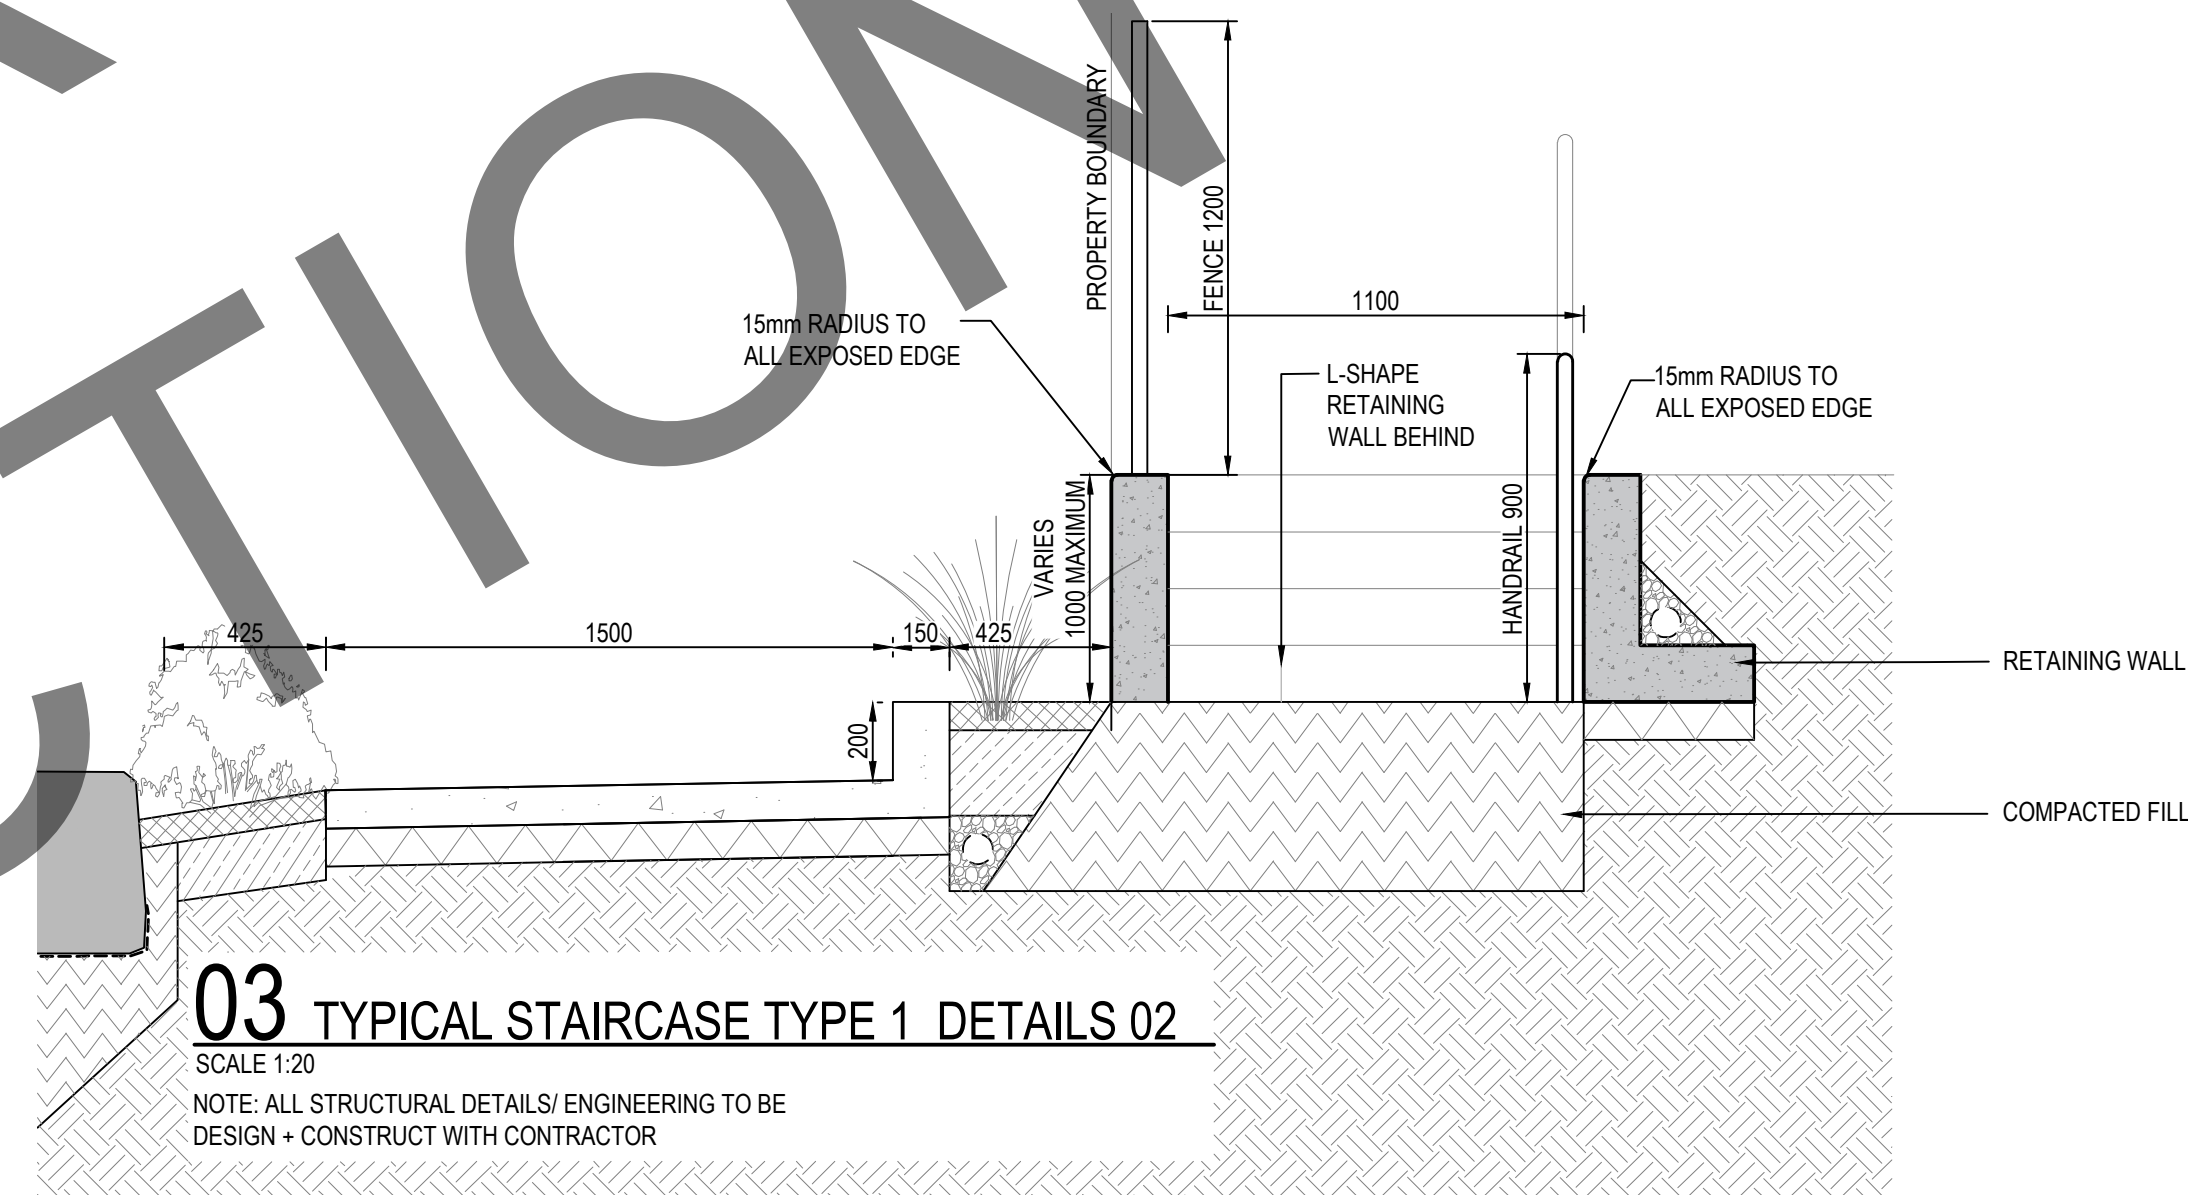 PROPERTY BOUNDARY
FENCE 1200
1100
15mm RADIUS TO
ALL EXPOSED EDGE
L-SHAPE
RETAINING
WALL BEHIND
15mm RADIUS TO
ALL EXPOSED EDGE
VARIES
1000 MAXIMUM
HANDRAIL 900
425
1500
150
425
200
RETAINING WALL
COMPACTED FILL
03 TYPICAL STAIRCASE TYPE 1 DETAILS 02
SCALE 1:20
NOTE: ALL STRUCTURAL DETAILS/ ENGINEERING TO BE
DESIGN + CONSTRUCT WITH CONTRACTOR
CTION